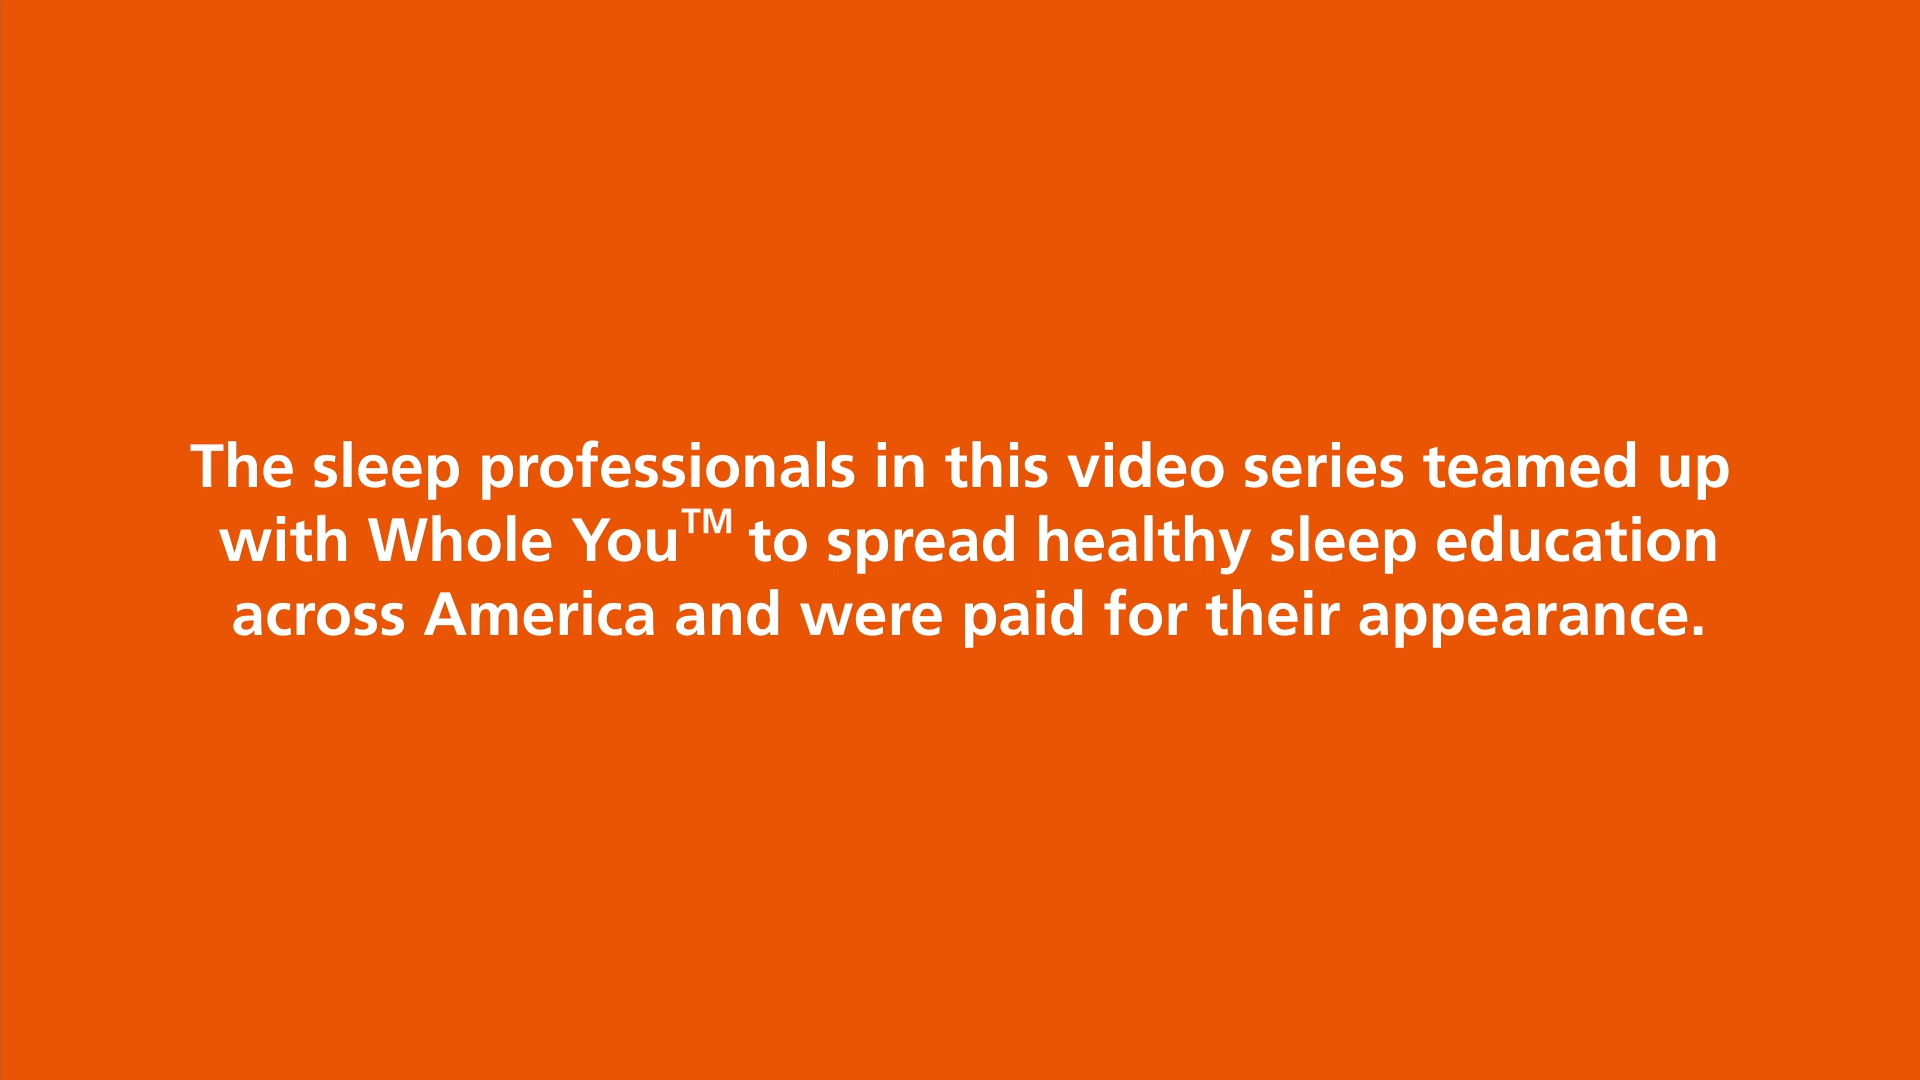 The sleep professionals in this video series teamed up
with Whole You™ to spread healthy sleep education
across America and were paid for their appearance.